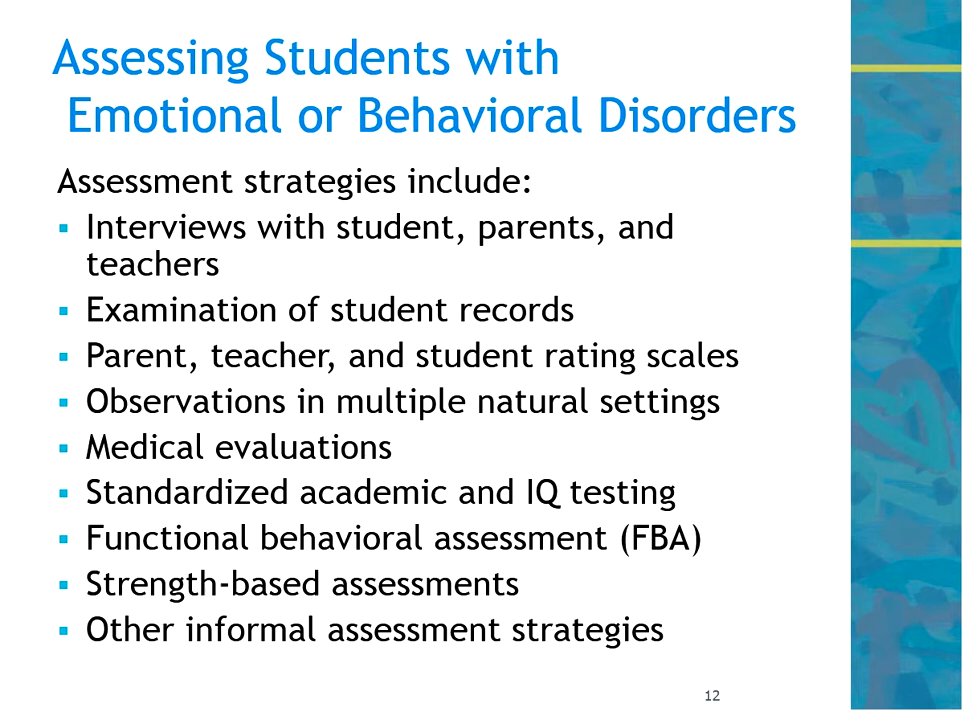 Assessing Students with
Emotional or Behavioral Disorders
Assessment strategies include:
▪ Interviews with student, parents, and
teachers
▪ Examination of student records
▪ Parent, teacher, and student rating scales
▪ Observations in multiple natural settings
▪ Medical evaluations
▪ Standardized academic and IQ testing
▪ Functional behavioral assessment (FBA)
▪ Strength-based assessments
▪ Other informal assessment strategies
12